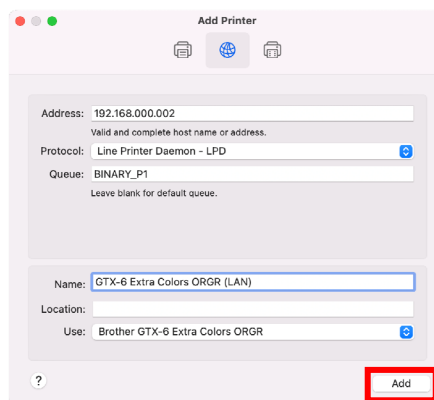 Add Printer
Address: 192.168.000.002
Valid and complete host name or address.
Protocol: Line Printer Daemon - LPD
Queue: BINARY_P1
Leave blank for default queue.
Name: GTX-6 Extra Colors ORGR (LAN)
Location:
Use: Brother GTX-6 Extra Colors ORGR
? Add